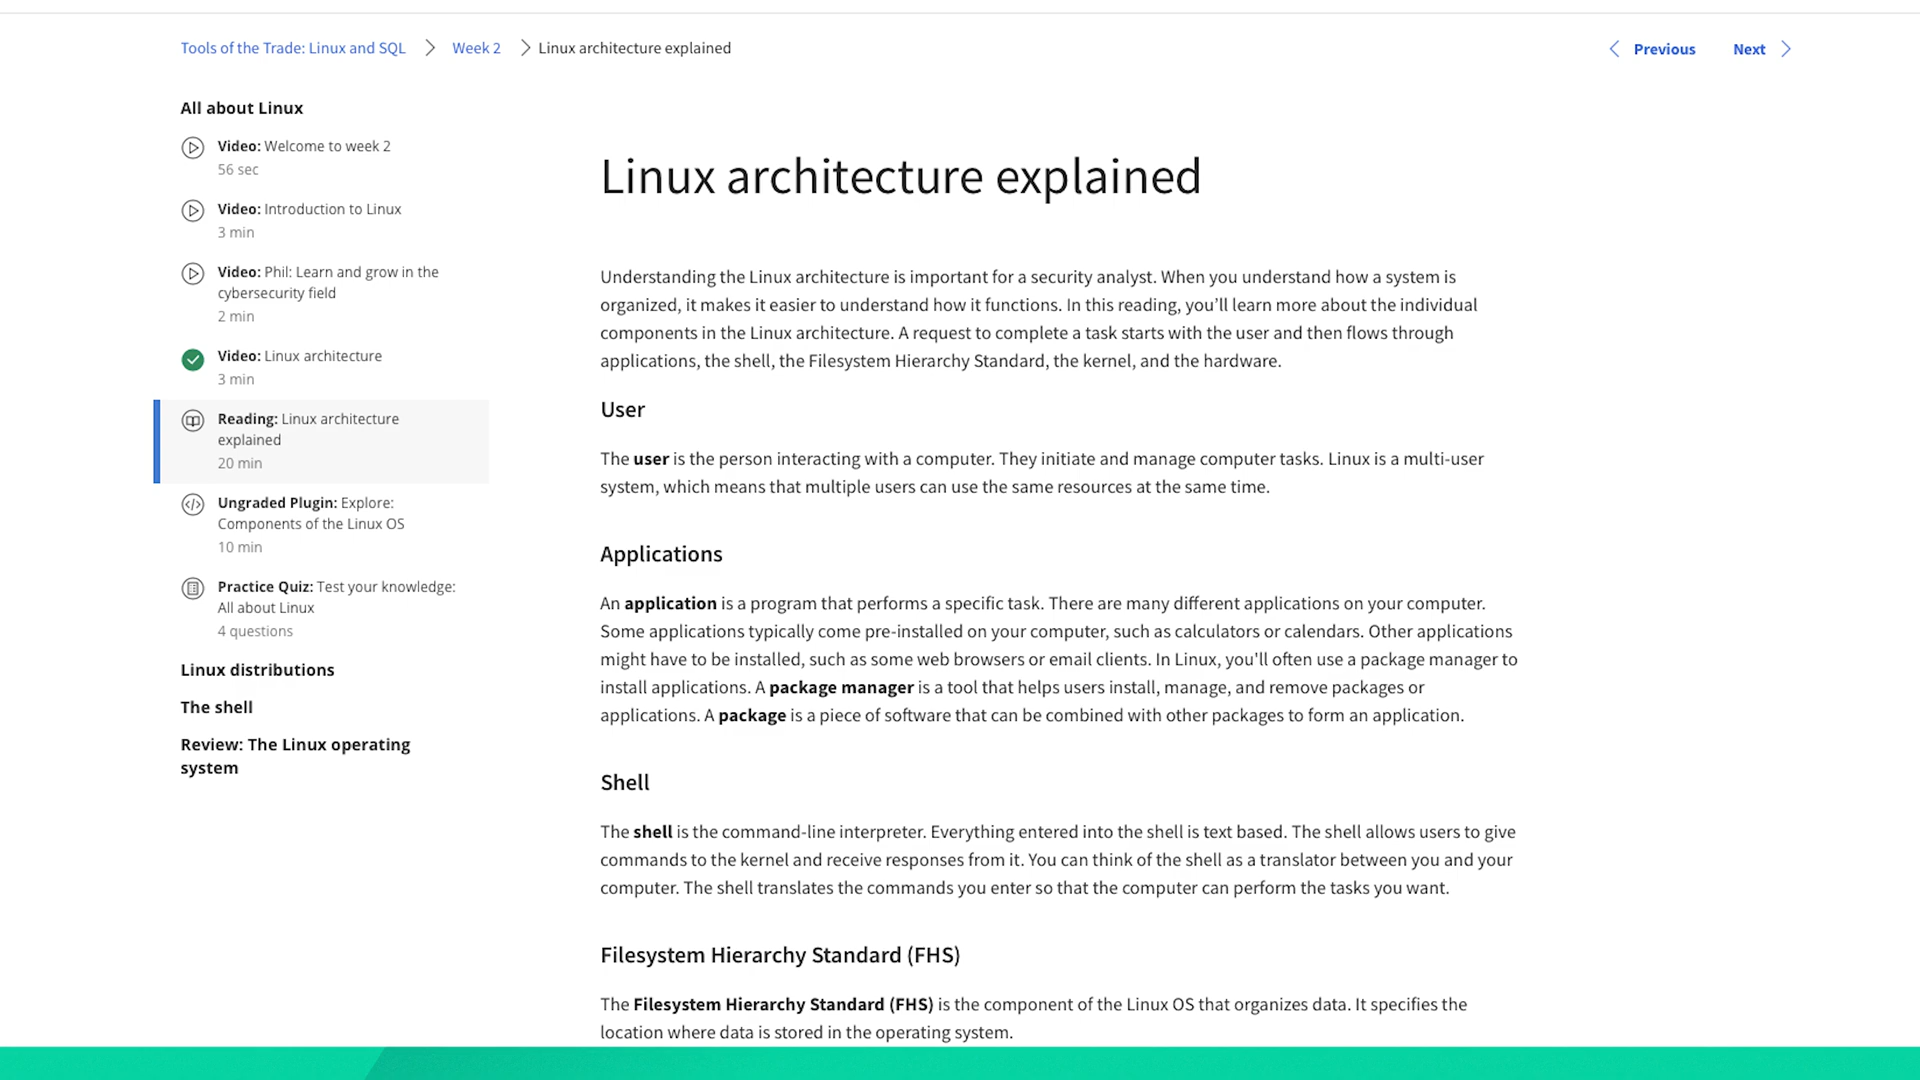 Tools of the Trade: Linux and SQL > Week 2 > Linux architecture explained
Previous
Next
All about Linux
Video: Welcome to week 2
56 sec
Video: Introduction to Linux
3 min
Video: Phil: Learn and grow in the
cybersecurity field
2 min
Video: Linux architecture
3 min
Reading: Linux architecture
explained
20 min
Ungraded Plugin: Explore:
Components of the Linux OS
10 min
Practice Quiz: Test your knowledge:
All about Linux
4 questions
Linux distributions
The shell
Review: The Linux operating
system
Linux architecture explained
Understanding the Linux architecture is important for a security analyst. When you understand how a system is
organized, it makes it easier to understand how it functions. In this reading, you’ll learn more about the individual
components in the Linux architecture. A request to complete a task starts with the user and then flows through
applications, the shell, the Filesystem Hierarchy Standard, the kernel, and the hardware.
User
The user is the person interacting with a computer. They initiate and manage computer tasks. Linux is a multi-user
system, which means that multiple users can use the same resources at the same time.
Applications
An application is a program that performs a specific task. There are many different applications on your computer.
Some applications typically come pre-installed on your computer, such as calculators or calendars. Other applications
might have to be installed, such as some web browsers or email clients. In Linux, you'll often use a package manager to
install applications. A package manager is a tool that helps users install, manage, and remove packages or
applications. A package is a piece of software that can be combined with other packages to form an application.
Shell
The shell is the command-line interpreter. Everything entered into the shell is text based. The shell allows users to give
commands to the kernel and receive responses from it. You can think of the shell as a translator between you and your
computer. The shell translates the commands you enter so that the computer can perform the tasks you want.
Filesystem Hierarchy Standard (FHS)
The Filesystem Hierarchy Standard (FHS) is the component of the Linux OS that organizes data. It specifies the
location where data is stored in the operating system.